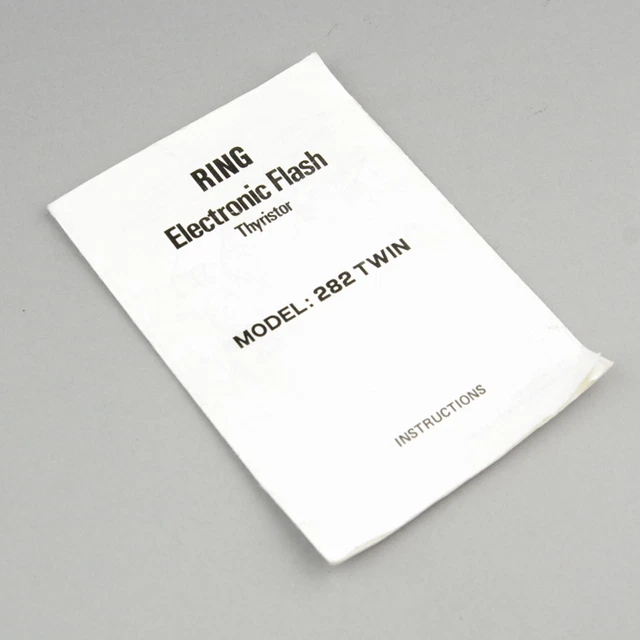 RING
Electronic Flash
Thyristor
MODEL: 282 TWIN
INSTRUCTIONS